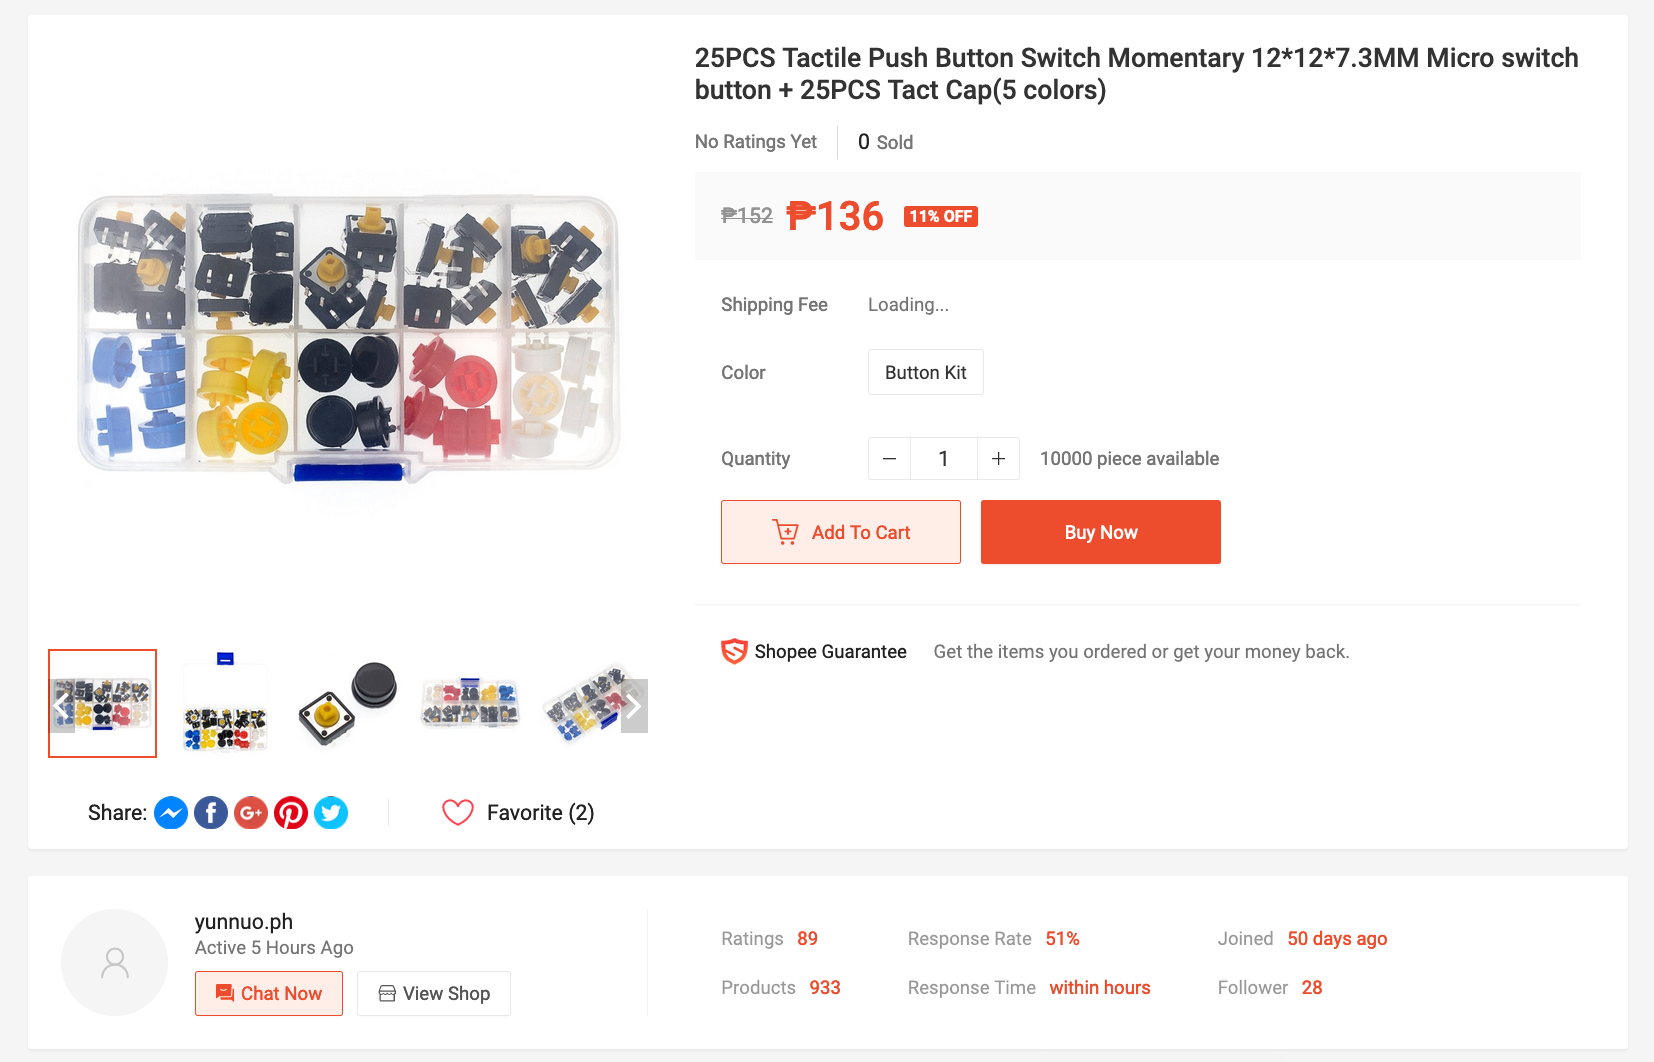 25PCS Tactile Push Button Switch Momentary 12*12*7.3MM Micro switch
button + 25PCS Tact Cap(5 colors)
No Ratings Yet
0 Sold
₱152 ₱136 11% OFF
Shipping Fee Loading...
Color Button Kit
Quantity − 1 + 10000 piece available
Add To Cart Buy Now
Shopee Guarantee Get the items you ordered or get your money back.
Share: Favorite (2)
yunnuo.ph
Active 5 Hours Ago
Chat Now View Shop
Ratings 89 Response Rate 51% Joined 50 days ago
Products 933 Response Time within hours Follower 28